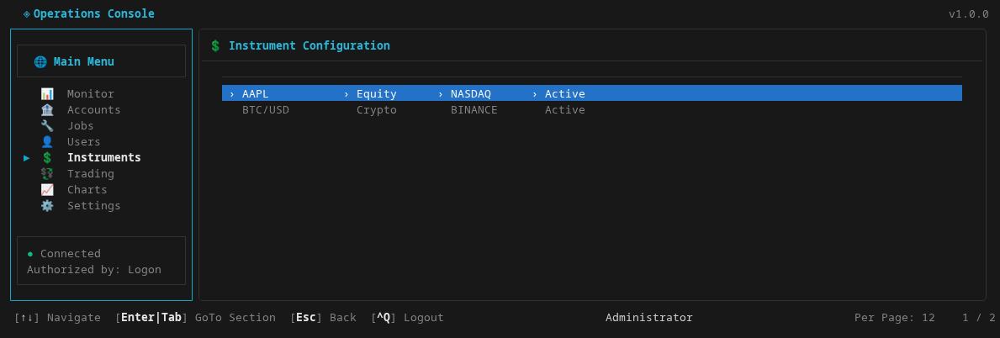 Operations Console v1.0.0
Main Menu
Monitor
Accounts
Jobs
Users
▶ Instruments
Trading
Charts
Settings
● Connected
Authorized by: Logon
Instrument Configuration
› AAPL › Equity › NASDAQ › Active
BTC/USD Crypto BINANCE Active
[↑↓] Navigate [Enter|Tab] GoTo Section [Esc] Back [^Q] Logout Administrator Per Page: 12 1 / 2